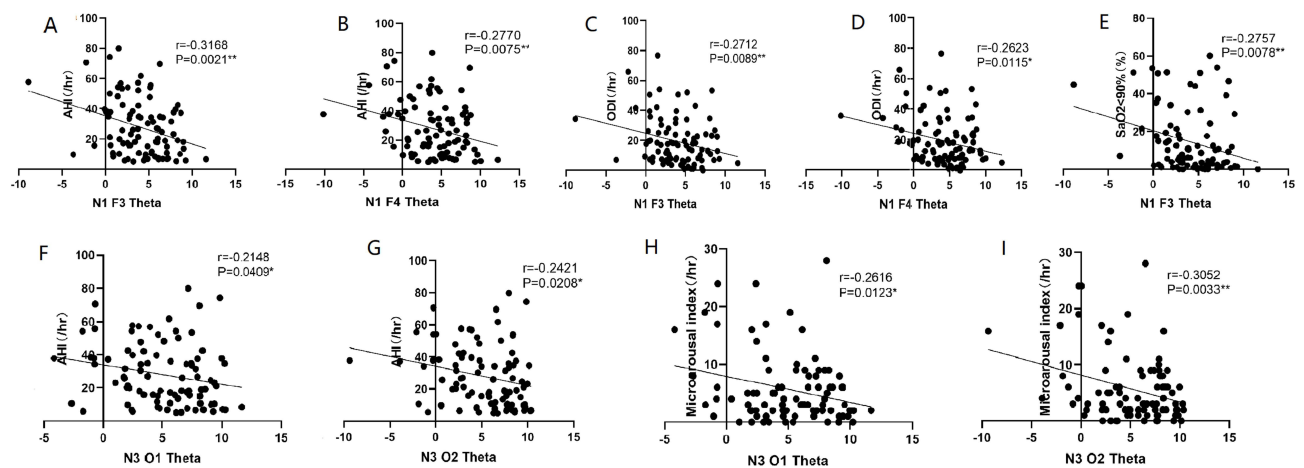 A
100
80
60
40
20
AHI(/hr)
r=-0.3168
P=0.0021**
-10
-5
0
5
10
15
N1 F3 Theta
B
100
80
60
40
20
AHI (/hr)
r=-0.2770
P=0.0075**
-15
-10
-5
0
5
10
15
N1 F4 Theta
C
100
80
60
40
20
ODI(/hr)
r=-0.2712
P=0.0089**
-10
-5
0
5
10
15
N1 F3 Theta
D
100
80
60
40
20
ODI(/hr)
r=-0.2623
P=0.0115*
-15
-10
-5
0
5
10
15
N1 F4 Theta
E
80
60
40
20
SaO2<90%(%)
r=-0.2757
P=0.0078**
-10
-5
0
5
10
15
N1 F3 Theta
F
100
80
60
40
20
AHI(/hr)
r=-0.2148
P=0.0409*
-5
0
5
10
15
N3 O1 Theta
G
100
80
60
40
20
AHI (/hr)
r=-0.2421
P=0.0208*
-10
-5
0
5
10
15
N3 O2 Theta
H
30
20
10
0
Microarousal index(/hr)
r=-0.2616
P=0.0123*
-5
0
5
10
15
N3 O1 Theta
I
30
20
10
0
Microarousal index(/hr)
r=-0.3052
P=0.0033**
-10
-5
0
5
10
15
N3 O2 Theta